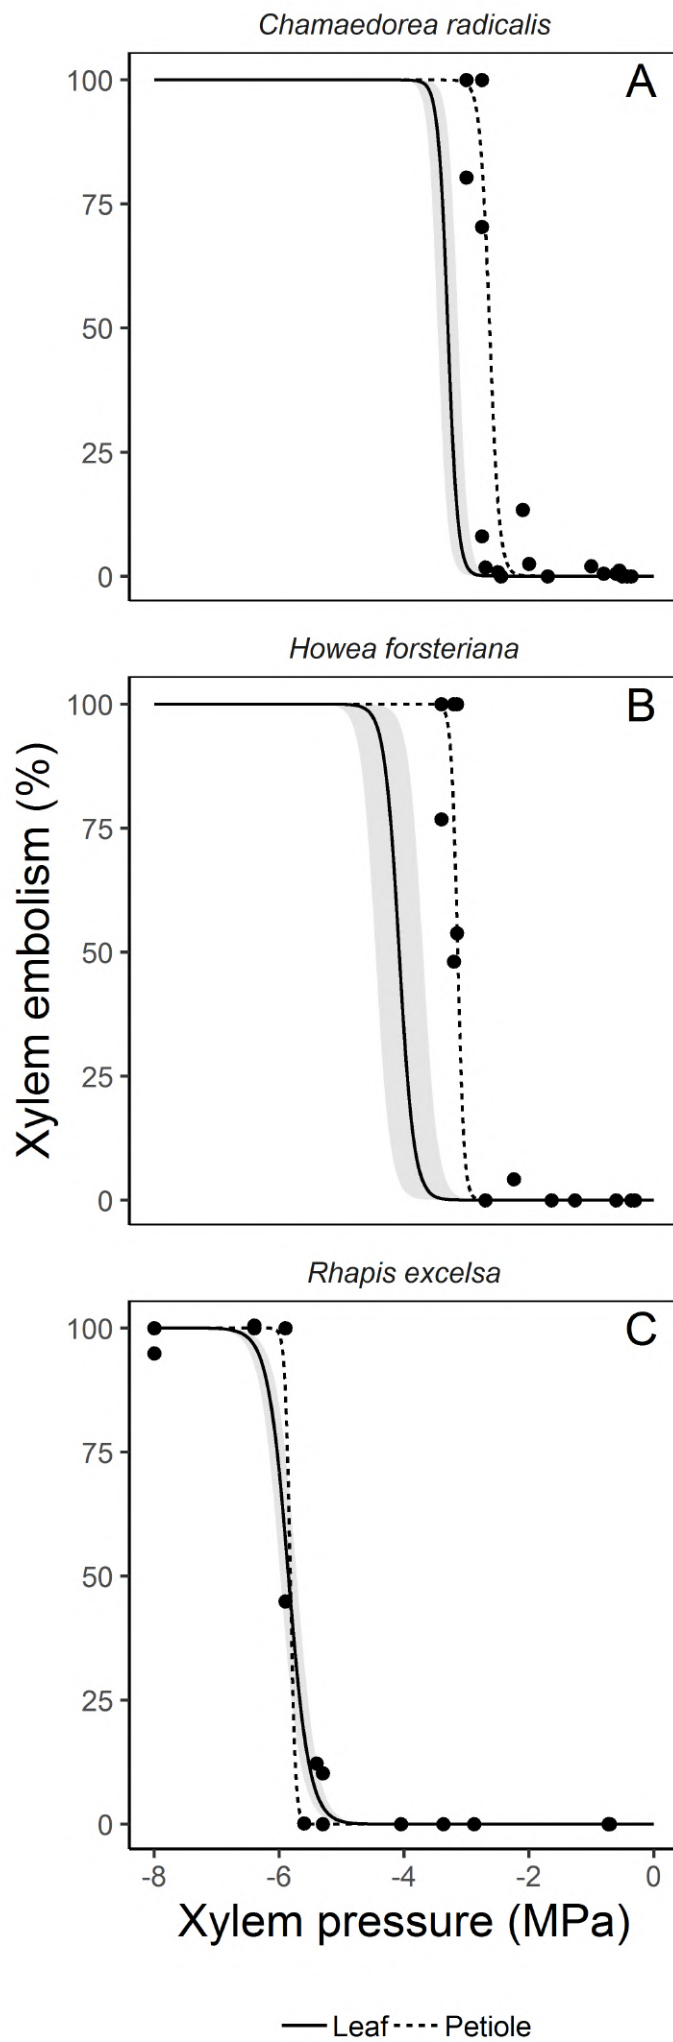 Chamaedorea radicalis
A
100
75
50
25
0
Howea forsteriana
B
100
75
50
25
0
Xylem embolism (%)
Rhapis excelsa
C
100
75
50
25
0
-8 -6 -4 -2 0
Xylem pressure (MPa)
Leaf Petiole